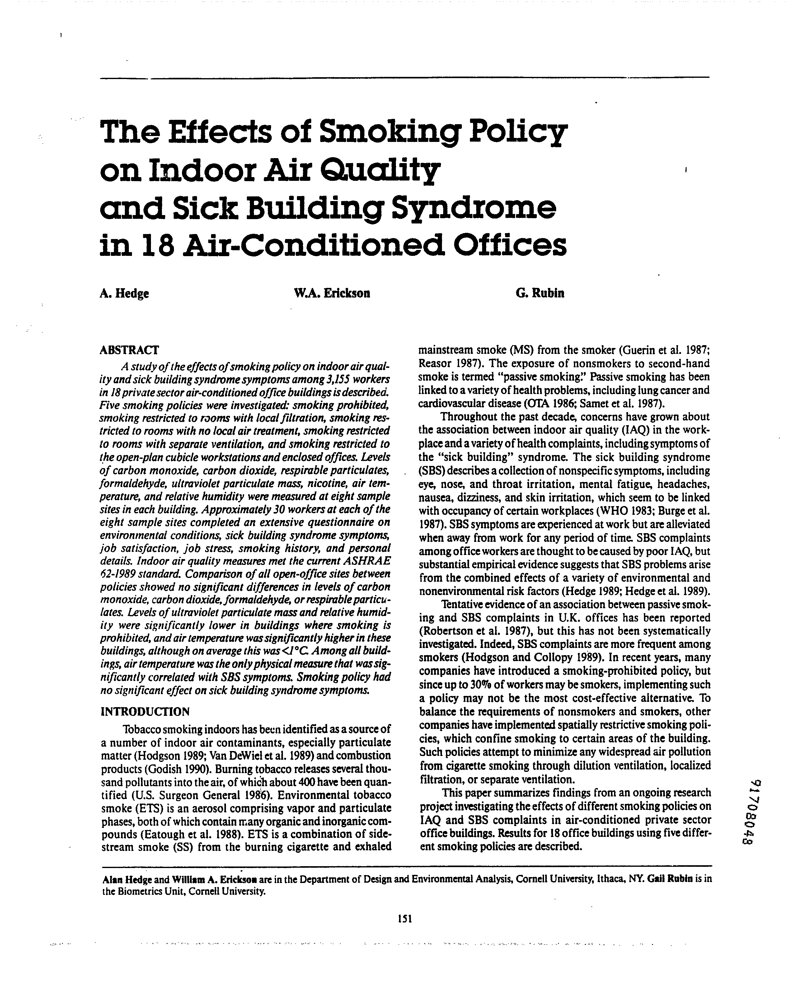 The Effects of Smoking Policy
on Indoor Air Quality
and Sick Building Syndrome
in 18 Air-Conditioned Offices
A. Hedge W.A. Erickson G. Rubin
ABSTRACT
A study of the effects of smoking policy on indoor air qual-
ity and sick building syndrome symptoms among 3,155 workers
in 18 private sector air-conditioned office buildings is described.
Five smoking policies were investigated: smoking prohibited,
smoking restricted to rooms with local filtration, smoking res-
tricted to rooms with no local air treatment, smoking restricted
to rooms with separate ventilation, and smoking restricted to
the open-plan cubicle workstations and enclosed offices. Levels
of carbon monoxide, carbon dioxide, respirable particulates,
formaldehyde, ultraviolet particulate mass, nicotine, air tem-
perature, and relative humidity were measured at eight sample
sites in each building. Approximately 30 workers at each of the
eight sample sites completed an extensive questionnaire on
environmental conditions, sick building syndrome symptoms,
job satisfaction, job stress, smoking history, and personal
details. Indoor air quality measures met the current ASHRAE
62-1989 standard. Comparison of all open-office sites between
policies showed no significant differences in levels of carbon
monoxide, carbon dioxide, formaldehyde, or respirable particu-
lates. Levels of ultraviolet particulate mass and relative humid-
ity were significantly lower in buildings where smoking is
prohibited, and air temperature was significantly higher in these
buildings, although on average this was <1°C. Among all build-
ings, air temperature was the only physical measure that was sig-
nificantly correlated with SBS symptoms. Smoking policy had
no significant effect on sick building syndrome symptoms.
INTRODUCTION
Tobacco smoking indoors has been identified as a source of
a number of indoor air contaminants, especially particulate
matter (Hodgson 1989; Van DeWiel et al. 1989) and combustion
products (Godish 1990). Burning tobacco releases several thou-
sand pollutants into the air, of which about 400 have been quan-
tified (U.S. Surgeon General 1986). Environmental tobacco
smoke (ETS) is an aerosol comprising vapor and particulate
phases, both of which contain many organic and inorganic com-
pounds (Eatough et al. 1988). ETS is a combination of side-
stream smoke (SS) from the burning cigarette and exhaled
mainstream smoke (MS) from the smoker (Guerin et al. 1987;
Reasor 1987). The exposure of nonsmokers to second-hand
smoke is termed "passive smoking." Passive smoking has been
linked to a variety of health problems, including lung cancer and
cardiovascular disease (OTA 1986; Samet et al. 1987).
Throughout the past decade, concerns have grown about
the association between indoor air quality (IAQ) in the work-
place and a variety of health complaints, including symptoms of
the "sick building" syndrome. The sick building syndrome
(SBS) describes a collection of nonspecific symptoms, including
eye, nose, and throat irritation, mental fatigue, headaches,
nausea, dizziness, and skin irritation, which seem to be linked
with occupancy of certain workplaces (WHO 1983; Burge et al.
1987). SBS symptoms are experienced at work but are alleviated
when away from work for any period of time. SBS complaints
among office workers are thought to be caused by poor IAQ, but
substantial empirical evidence suggests that SBS problems arise
from the combined effects of a variety of environmental and
nonenvironmental risk factors (Hedge 1989; Hedge et al. 1989).
Tentative evidence of an association between passive smok-
ing and SBS complaints in U.K. offices has been reported
(Robertson et al. 1987), but this has not been systematically
investigated. Indeed, SBS complaints are more frequent among
smokers (Hodgson and Collopy 1989). In recent years, many
companies have introduced a smoking-prohibited policy, but
since up to 30% of workers may be smokers, implementing such
a policy may not be the most cost-effective alternative. To
balance the requirements of nonsmokers and smokers, other
companies have implemented spatially restrictive smoking poli-
cies, which confine smoking to certain areas of the building.
Such policies attempt to minimize any widespread air pollution
from cigarette smoking through dilution ventilation, localized
filtration, or separate ventilation.
This paper summarizes findings from an ongoing research
project investigating the effects of different smoking policies on
IAQ and SBS complaints in air-conditioned private sector
office buildings. Results for 18 office buildings using five differ-
ent smoking policies are described.
Alan Hedge and William A. Erickson are in the Department of Design and Environmental Analysis, Cornell University, Ithaca, NY. Gail Rubin is in
the Biometrics Unit, Cornell University.
151
91708048